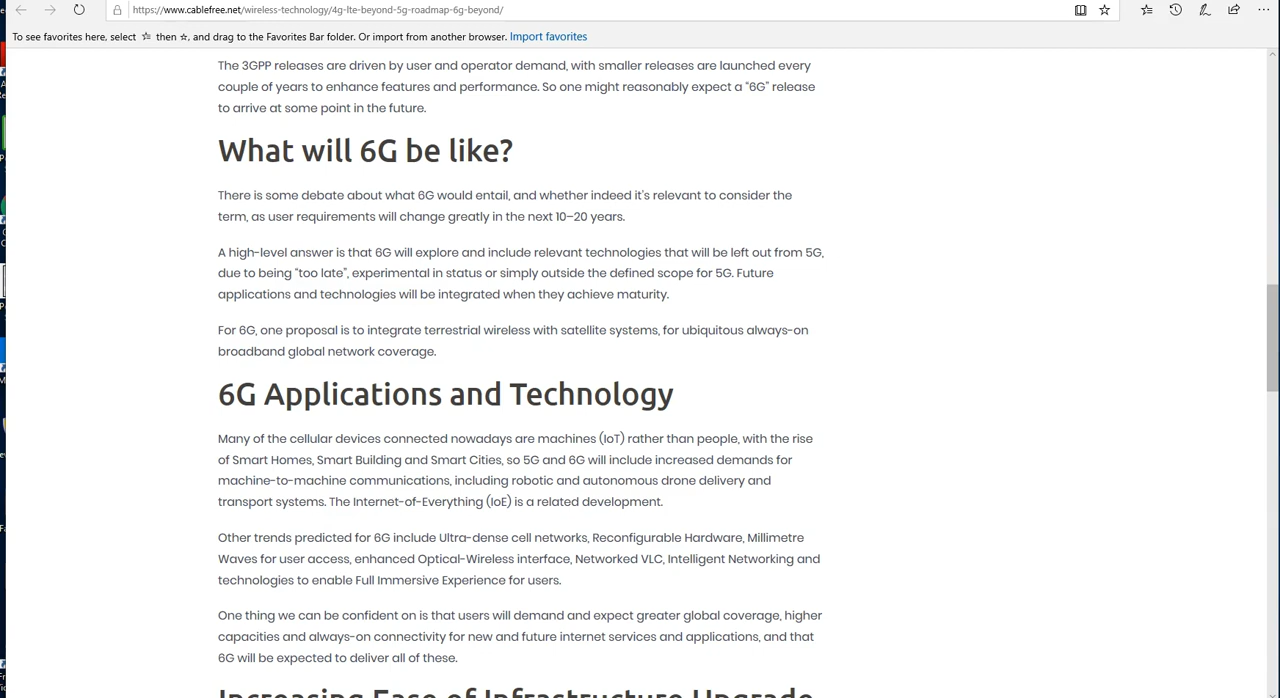 https://www.cablefree.net/wireless-technology/4g-lte-beyond-5g-roadmap-6g-beyond/
To see favorites here, select ☆ then ☆, and drag to the Favorites Bar folder. Or import from another browser. Import favorites
The 3GPP releases are driven by user and operator demand, with smaller releases are launched every
couple of years to enhance features and performance. So one might reasonably expect a “6G” release
to arrive at some point in the future.
What will 6G be like?
There is some debate about what 6G would entail, and whether indeed it's relevant to consider the
term, as user requirements will change greatly in the next 10–20 years.
A high-level answer is that 6G will explore and include relevant technologies that will be left out from 5G,
due to being “too late”, experimental in status or simply outside the defined scope for 5G. Future
applications and technologies will be integrated when they achieve maturity.
For 6G, one proposal is to integrate terrestrial wireless with satellite systems, for ubiquitous always-on
broadband global network coverage.
6G Applications and Technology
Many of the cellular devices connected nowadays are machines (IoT) rather than people, with the rise
of Smart Homes, Smart Building and Smart Cities, so 5G and 6G will include increased demands for
machine-to-machine communications, including robotic and autonomous drone delivery and
transport systems. The Internet-of-Everything (IoE) is a related development.
Other trends predicted for 6G include Ultra-dense cell networks, Reconfigurable Hardware, Millimetre
Waves for user access, enhanced Optical-Wireless interface, Networked VLC, Intelligent Networking and
technologies to enable Full Immersive Experience for users.
One thing we can be confident on is that users will demand and expect greater global coverage, higher
capacities and always-on connectivity for new and future internet services and applications, and that
6G will be expected to deliver all of these.
Increasing Ease of Infrastructure Upgrade